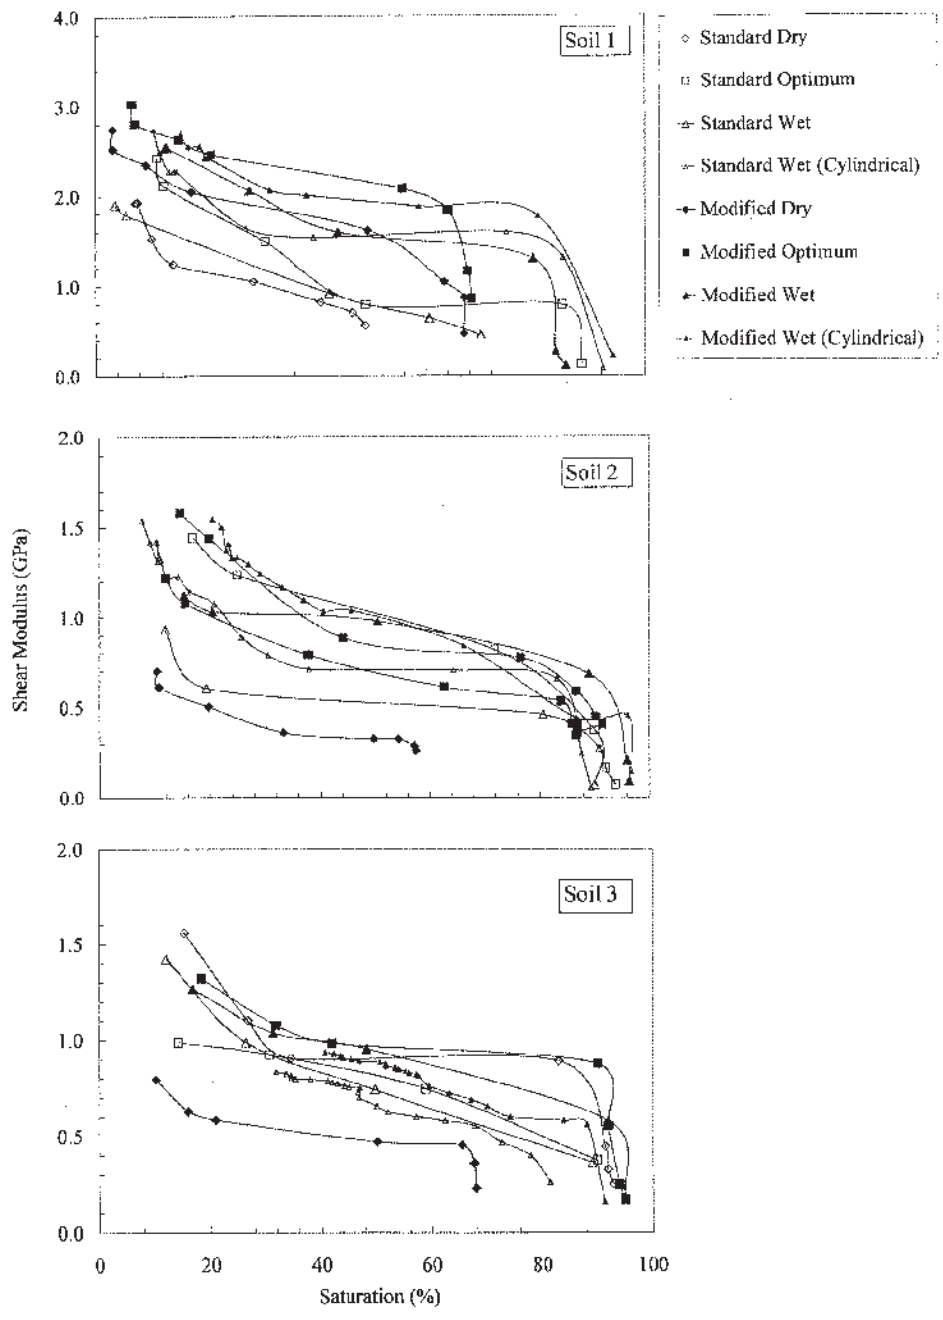 4.0
Soil 1
3.0
2.0
1.0
0.0
Standard Dry
Standard Optimum
Standard Wet
Standard Wet (Cylindrical)
Modified Dry
Modified Optimum
Modified Wet
Modified Wet (Cylindrical)
2.0
Soil 2
1.5
1.0
0.5
0.0
Shear Modulus (GPa)
2.0
Soil 3
1.5
1.0
0.5
0.0
0 20 40 60 80 100
Saturation (%)